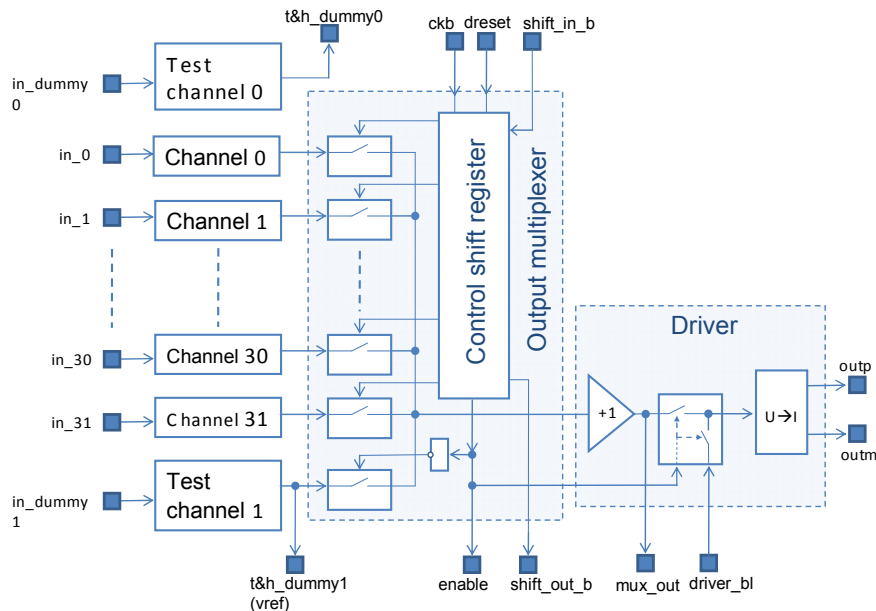 t&h_dummy0
ckb
dreset
shift_in_b
in_dummy
0
Test
channel 0
in_0
Channel 0
in_1
Channel 1
Control shift register
Output multiplexer
in_30
Channel 30
in_31
Channel 31
in_dummy
1
Test
channel 1
Driver
+1
U→I
outp
outm
t&h_dummy1
(vref)
enable
shift_out_b
mux_out
driver_bl